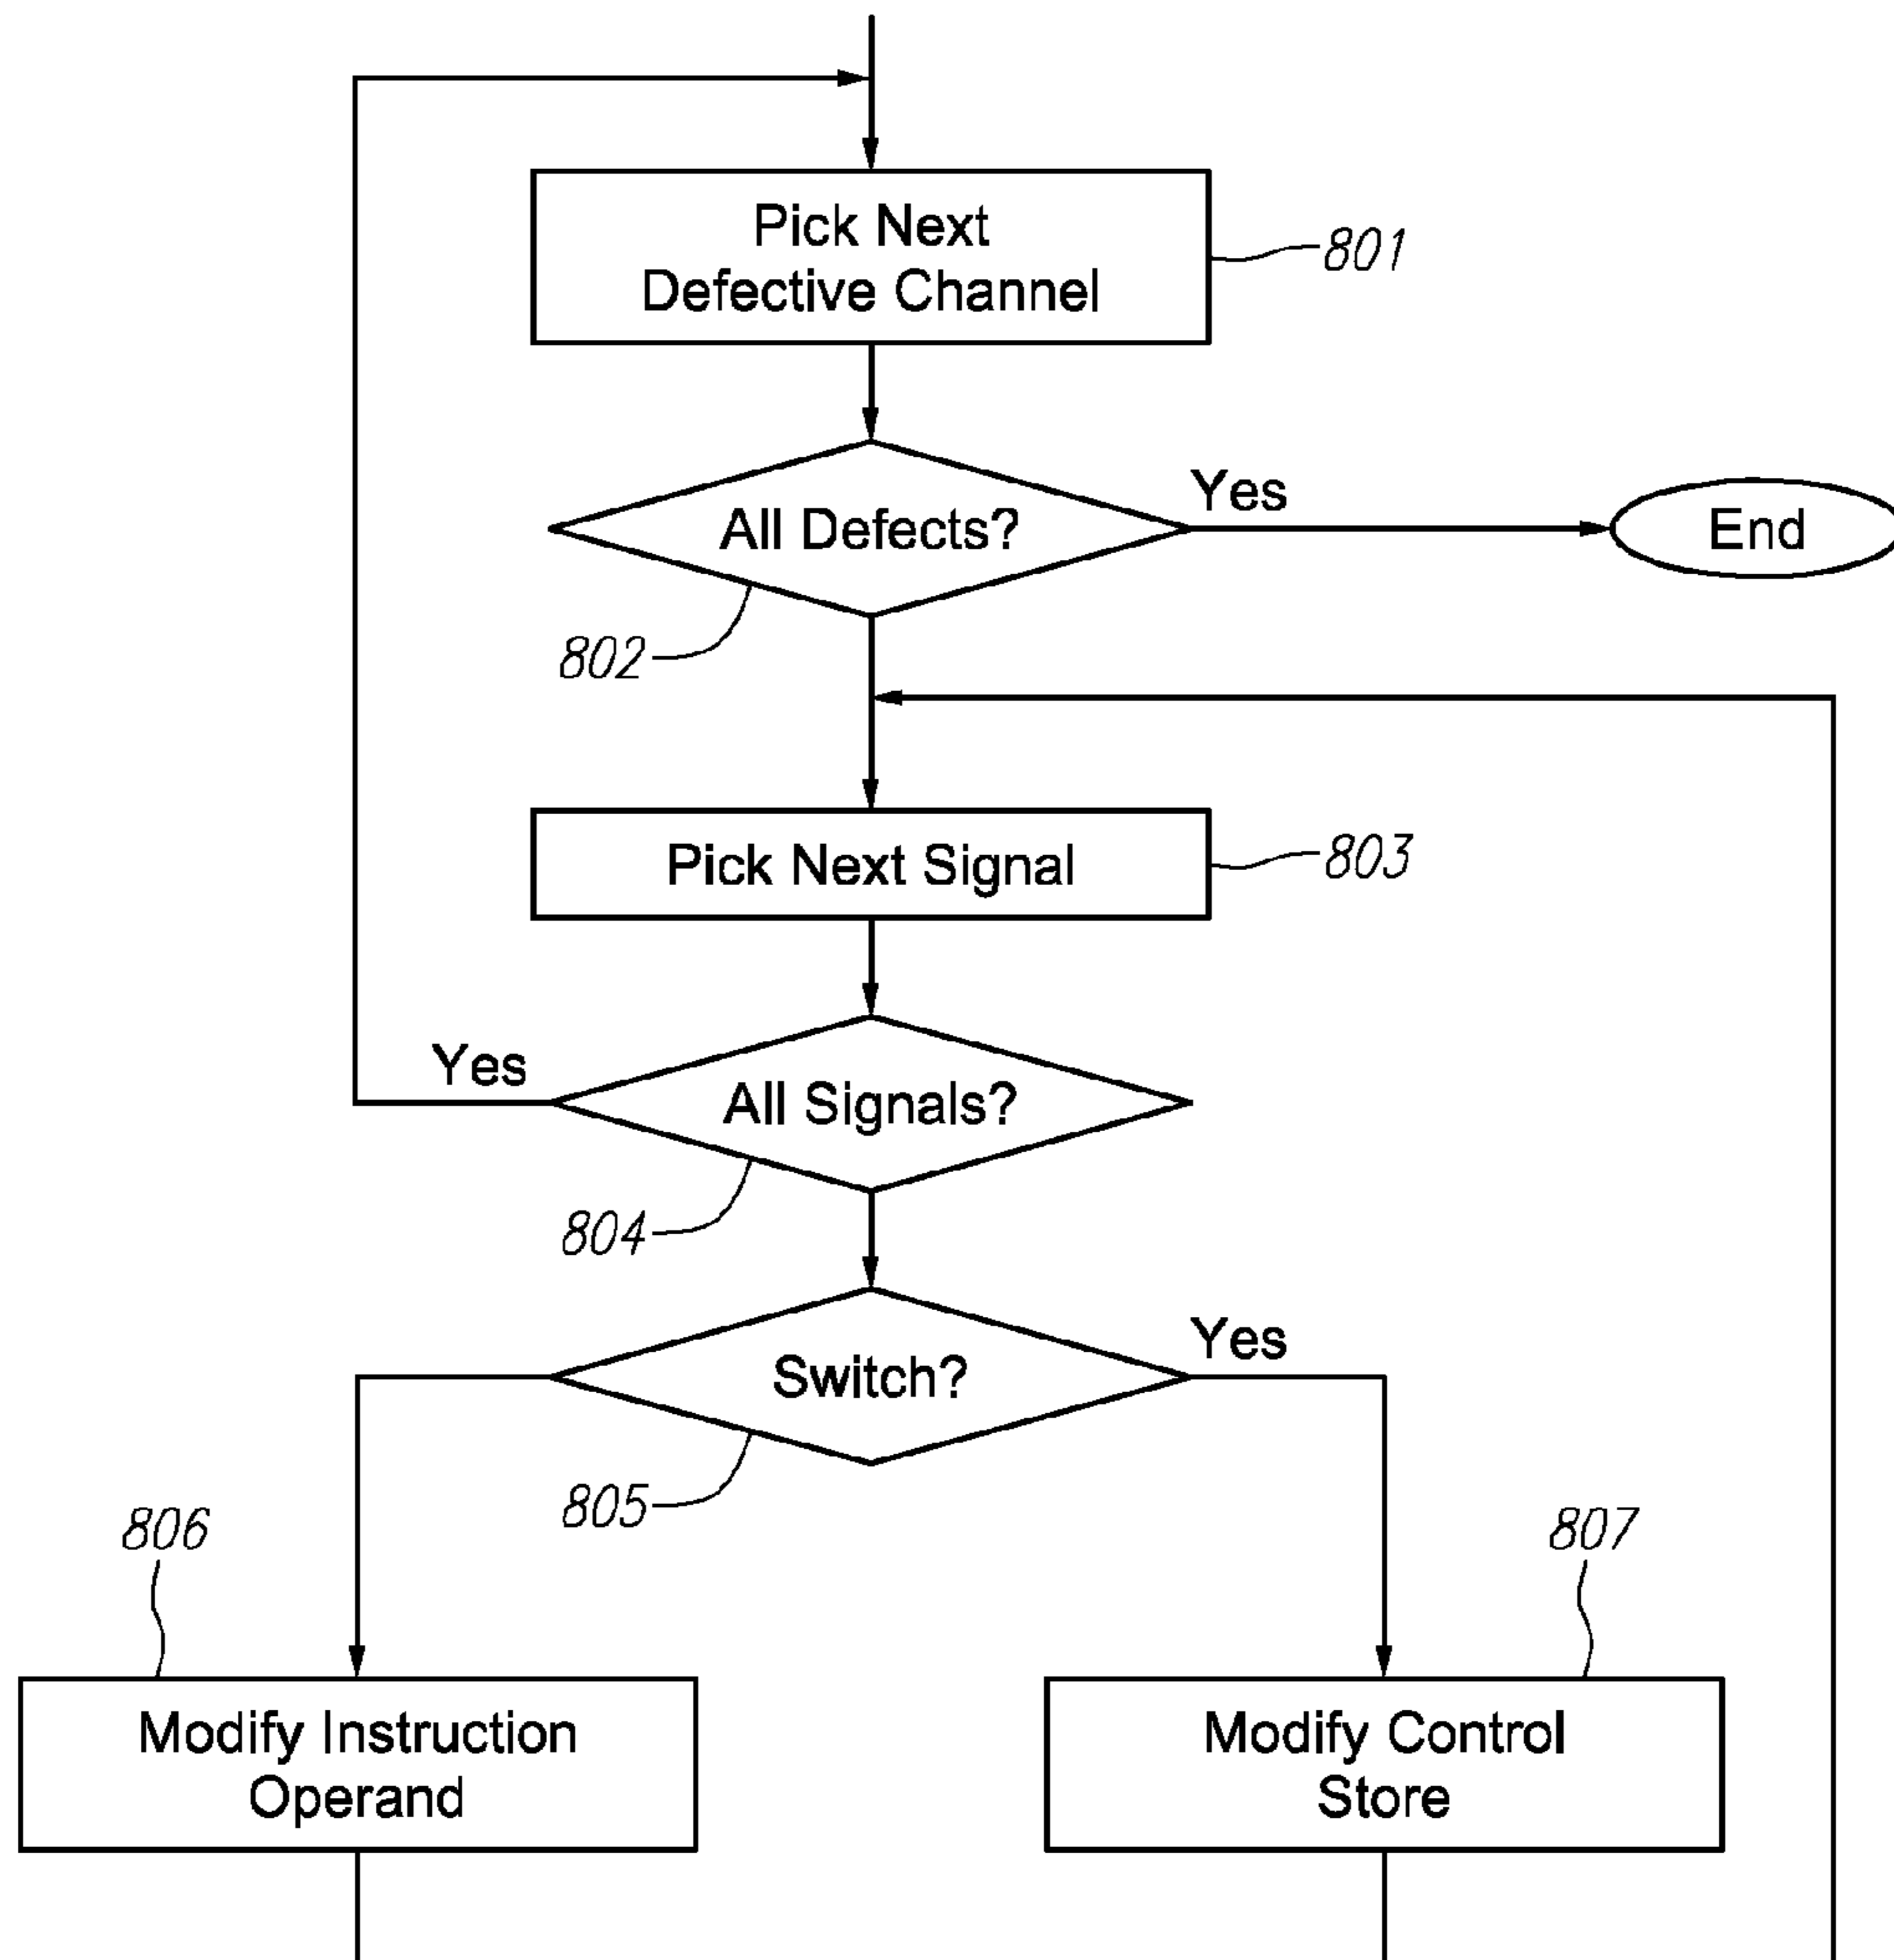 Pick Next
Defective Channel
801
All Defects?
Yes
End
802
Pick Next Signal
803
Yes
All Signals?
804
Switch?
Yes
805
806
807
Modify Instruction
Operand
Modify Control
Store